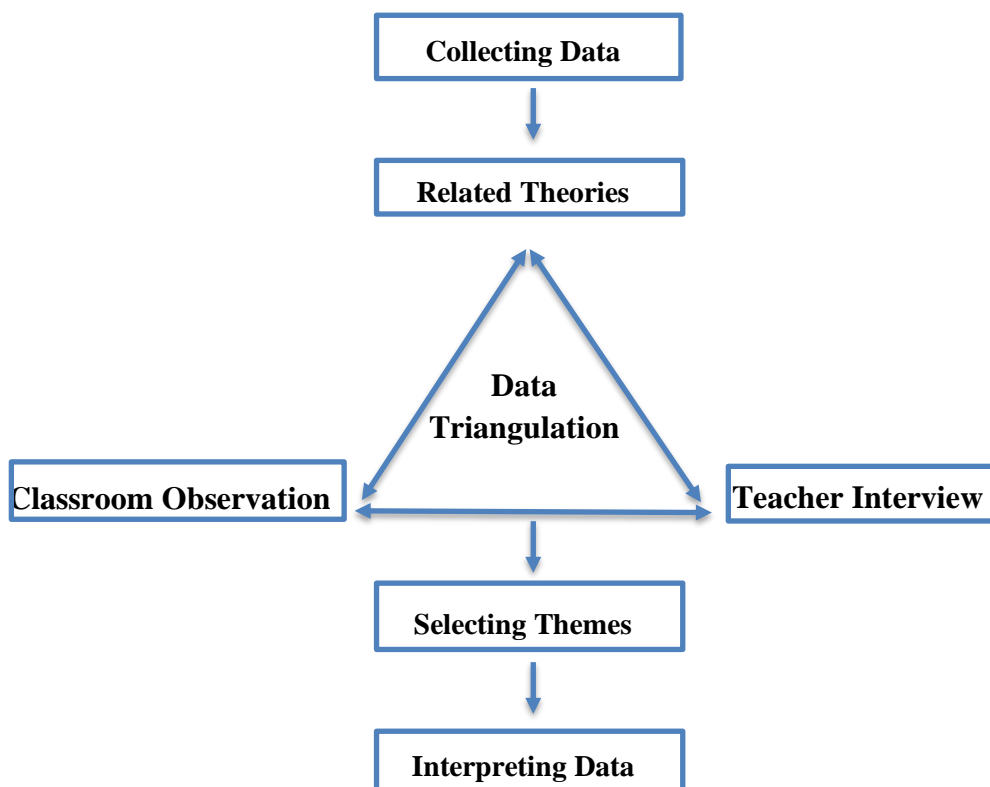 Collecting Data
Related Theories
Data
Triangulation
Classroom Observation
Teacher Interview
Selecting Themes
Interpreting Data